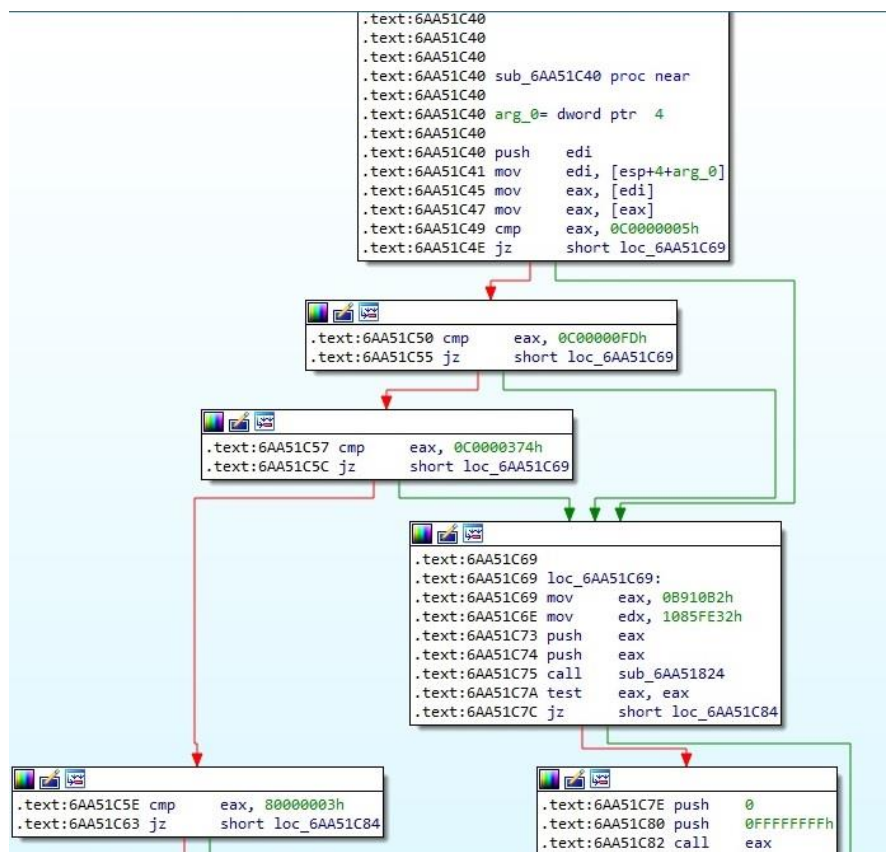 .text:6AA51C40
.text:6AA51C40
.text:6AA51C40
.text:6AA51C40 sub_6AA51C40 proc near
.text:6AA51C40
.text:6AA51C40 arg_0= dword ptr  4
.text:6AA51C40
.text:6AA51C40 push    edi
.text:6AA51C41 mov     edi, [esp+4+arg_0]
.text:6AA51C45 mov     eax, [edi]
.text:6AA51C47 mov     eax, [eax]
.text:6AA51C49 cmp     eax, 0C0000005h
.text:6AA51C4E jz      short loc_6AA51C69
.text:6AA51C50 cmp     eax, 0C00000FDh
.text:6AA51C55 jz      short loc_6AA51C69
.text:6AA51C57 cmp     eax, 0C0000374h
.text:6AA51C5C jz      short loc_6AA51C69
.text:6AA51C69
.text:6AA51C69 loc_6AA51C69:
.text:6AA51C69 mov     eax, 0B910B2h
.text:6AA51C6E mov     edx, 1085FE32h
.text:6AA51C73 push    eax
.text:6AA51C74 push    eax
.text:6AA51C75 call    sub_6AA51824
.text:6AA51C7A test    eax, eax
.text:6AA51C7C jz      short loc_6AA51C84
.text:6AA51C5E cmp     eax, 80000003h
.text:6AA51C63 jz      short loc_6AA51C84
.text:6AA51C7E push    0
.text:6AA51C80 push    0FFFFFFFFh
.text:6AA51C82 call    eax